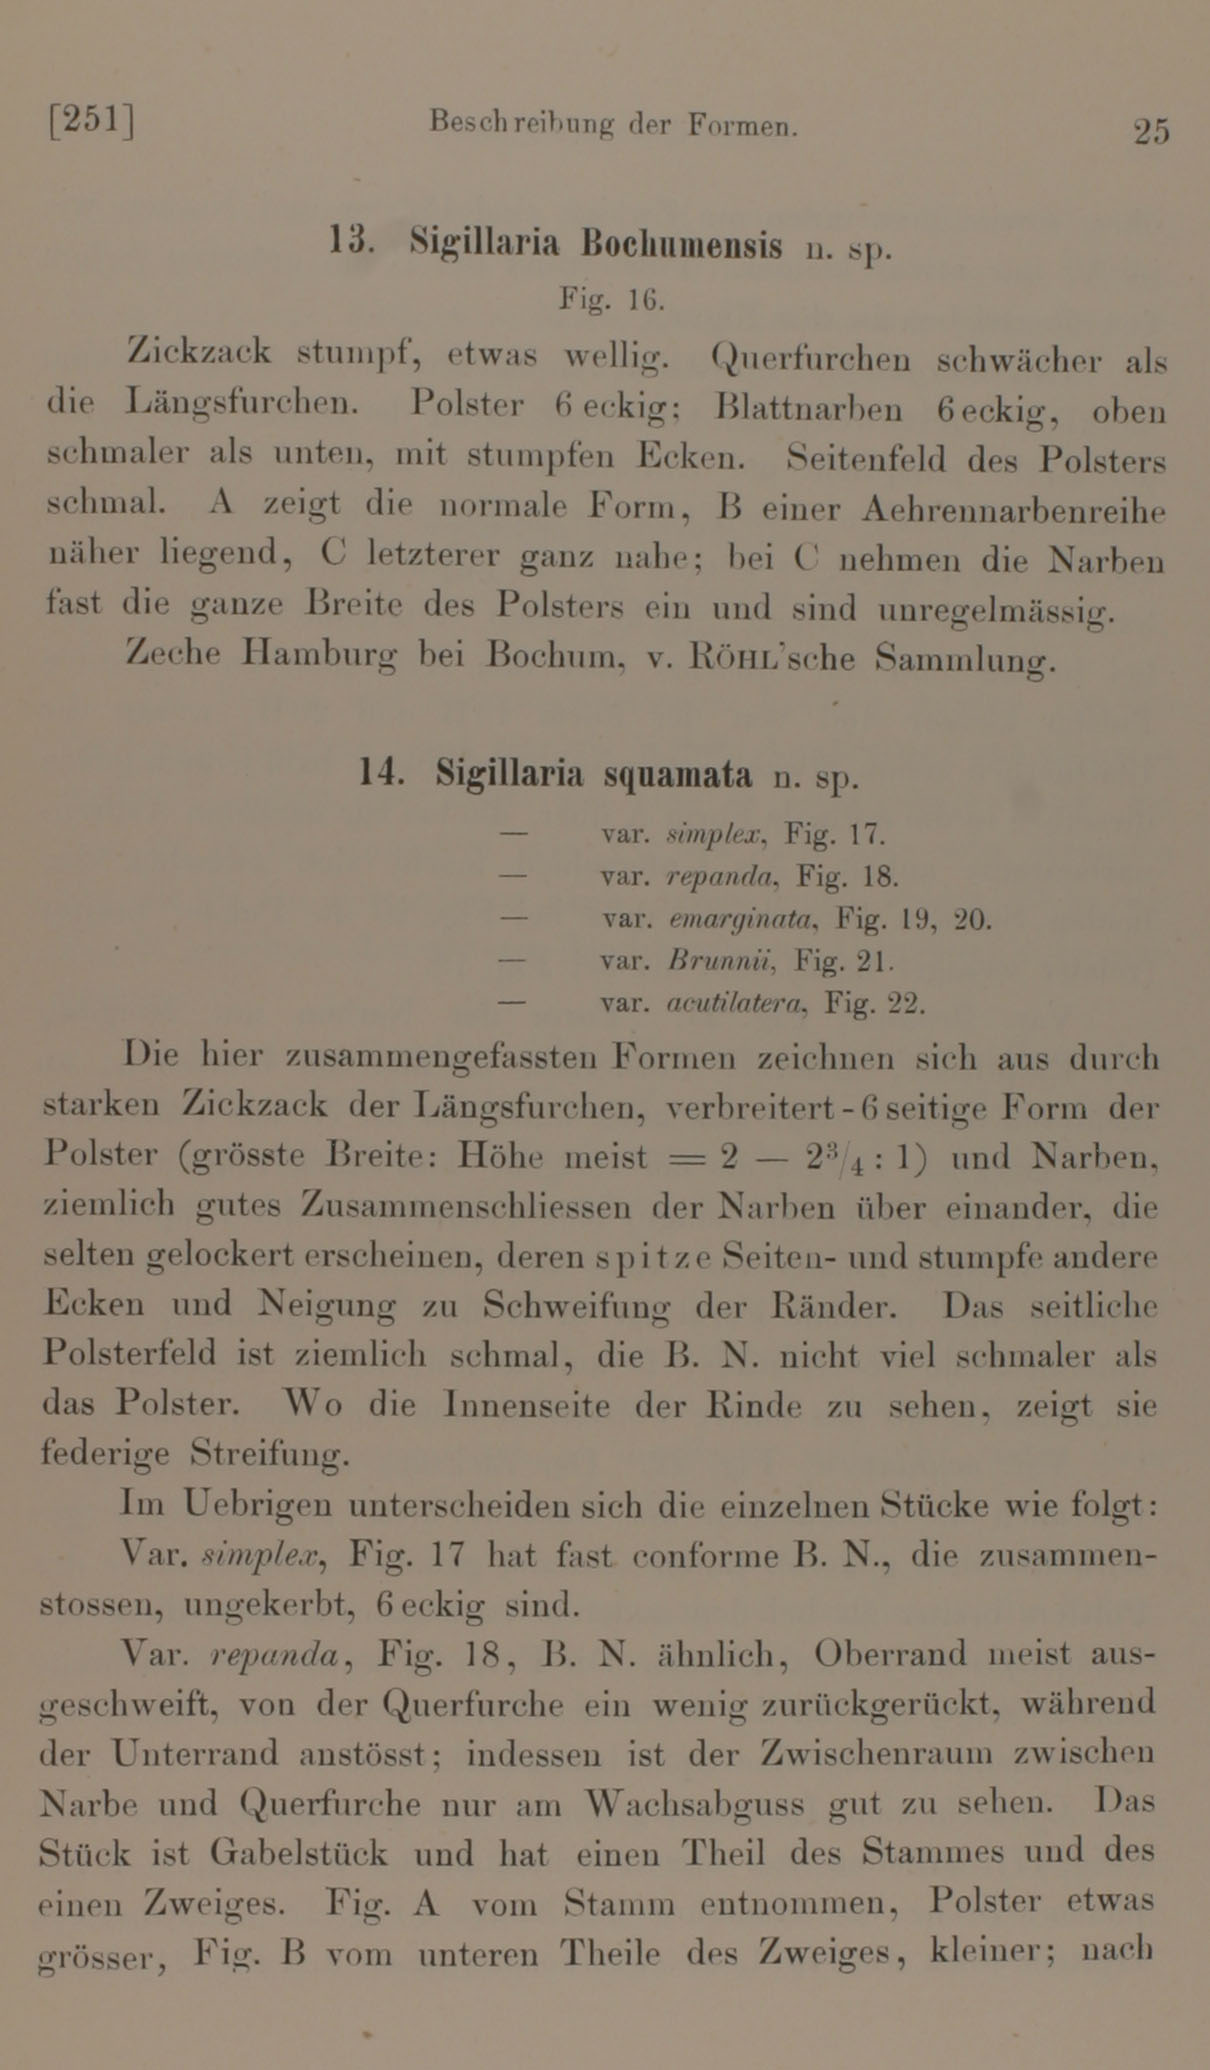 [251] Beschreibung der Formen. 25
13. Sigillaria Bochumensis n. sp.
Fig. 16.
Zickzack stumpf, etwas wellig. Querfurchen schwächer als
die Längsfurchen. Polster 6 eckig; Blattnarben 6 eckig, oben
schmaler als unten, mit stumpfen Ecken. Seitenfeld des Polsters
schmal. A zeigt die normale Form, B einer Aehrennarbenreihe
näher liegend, C letzterer ganz nahe; bei C nehmen die Narben
fast die ganze Breite des Polsters ein und sind unregelmässig.
Zeche Hamburg bei Bochum, v. RÖHL'sche Sammlung.
14. Sigillaria squamata n. sp.
— var. simplex, Fig. 17.
— var. repanda, Fig. 18.
— var. emarginata, Fig. 19, 20.
— var. Brunnii, Fig. 21.
— var. acutilatera, Fig. 22.
Die hier zusammengefassten Formen zeichnen sich aus durch
starken Zickzack der Längsfurchen, verbreitert - 6 seitige Form der
Polster (grösste Breite: Höhe meist = 2 — 2 3/4 : 1) und Narben,
ziemlich gutes Zusammenschliessen der Narben über einander, die
selten gelockert erscheinen, deren spitze Seiten- und stumpfe andere
Ecken und Neigung zu Schweifung der Ränder. Das seitliche
Polsterfeld ist ziemlich schmal, die B. N. nicht viel schmaler als
das Polster. Wo die Innenseite der Rinde zu sehen, zeigt sie
federige Streifung.
Im Uebrigen unterscheiden sich die einzelnen Stücke wie folgt:
Var. simplex, Fig. 17 hat fast conforme B. N., die zusammen-
stossen, ungekerbt, 6 eckig sind.
Var. repanda, Fig. 18, B. N. ähnlich, Oberrand meist aus-
geschweift, von der Querfurche ein wenig zurückgerückt, während
der Unterrand anstösst; indessen ist der Zwischenraum zwischen
Narbe und Querfurche nur am Wachsabguss gut zu sehen. Das
Stück ist Gabelstück und hat einen Theil des Stammes und des
einen Zweiges. Fig. A vom Stamm entnommen, Polster etwas
grösser, Fig. B vom unteren Theile des Zweiges, kleiner; nach